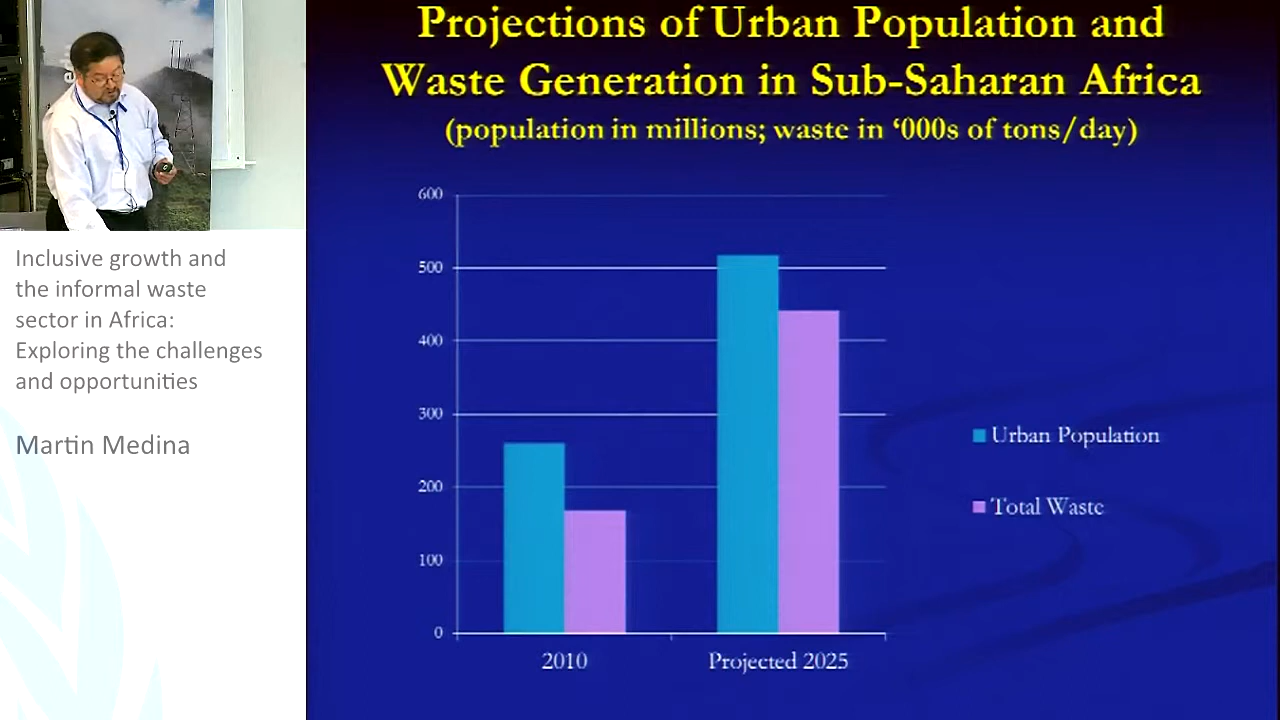 Projections of Urban Population and
Waste Generation in Sub-Saharan Africa
(population in millions; waste in ‘000s of tons/day)
Inclusive growth and
the informal waste
sector in Africa:
Exploring the challenges
and opportunities
Martin Medina
600
500
400
300
200
100
0
2010
Projected 2025
Urban Population
Total Waste